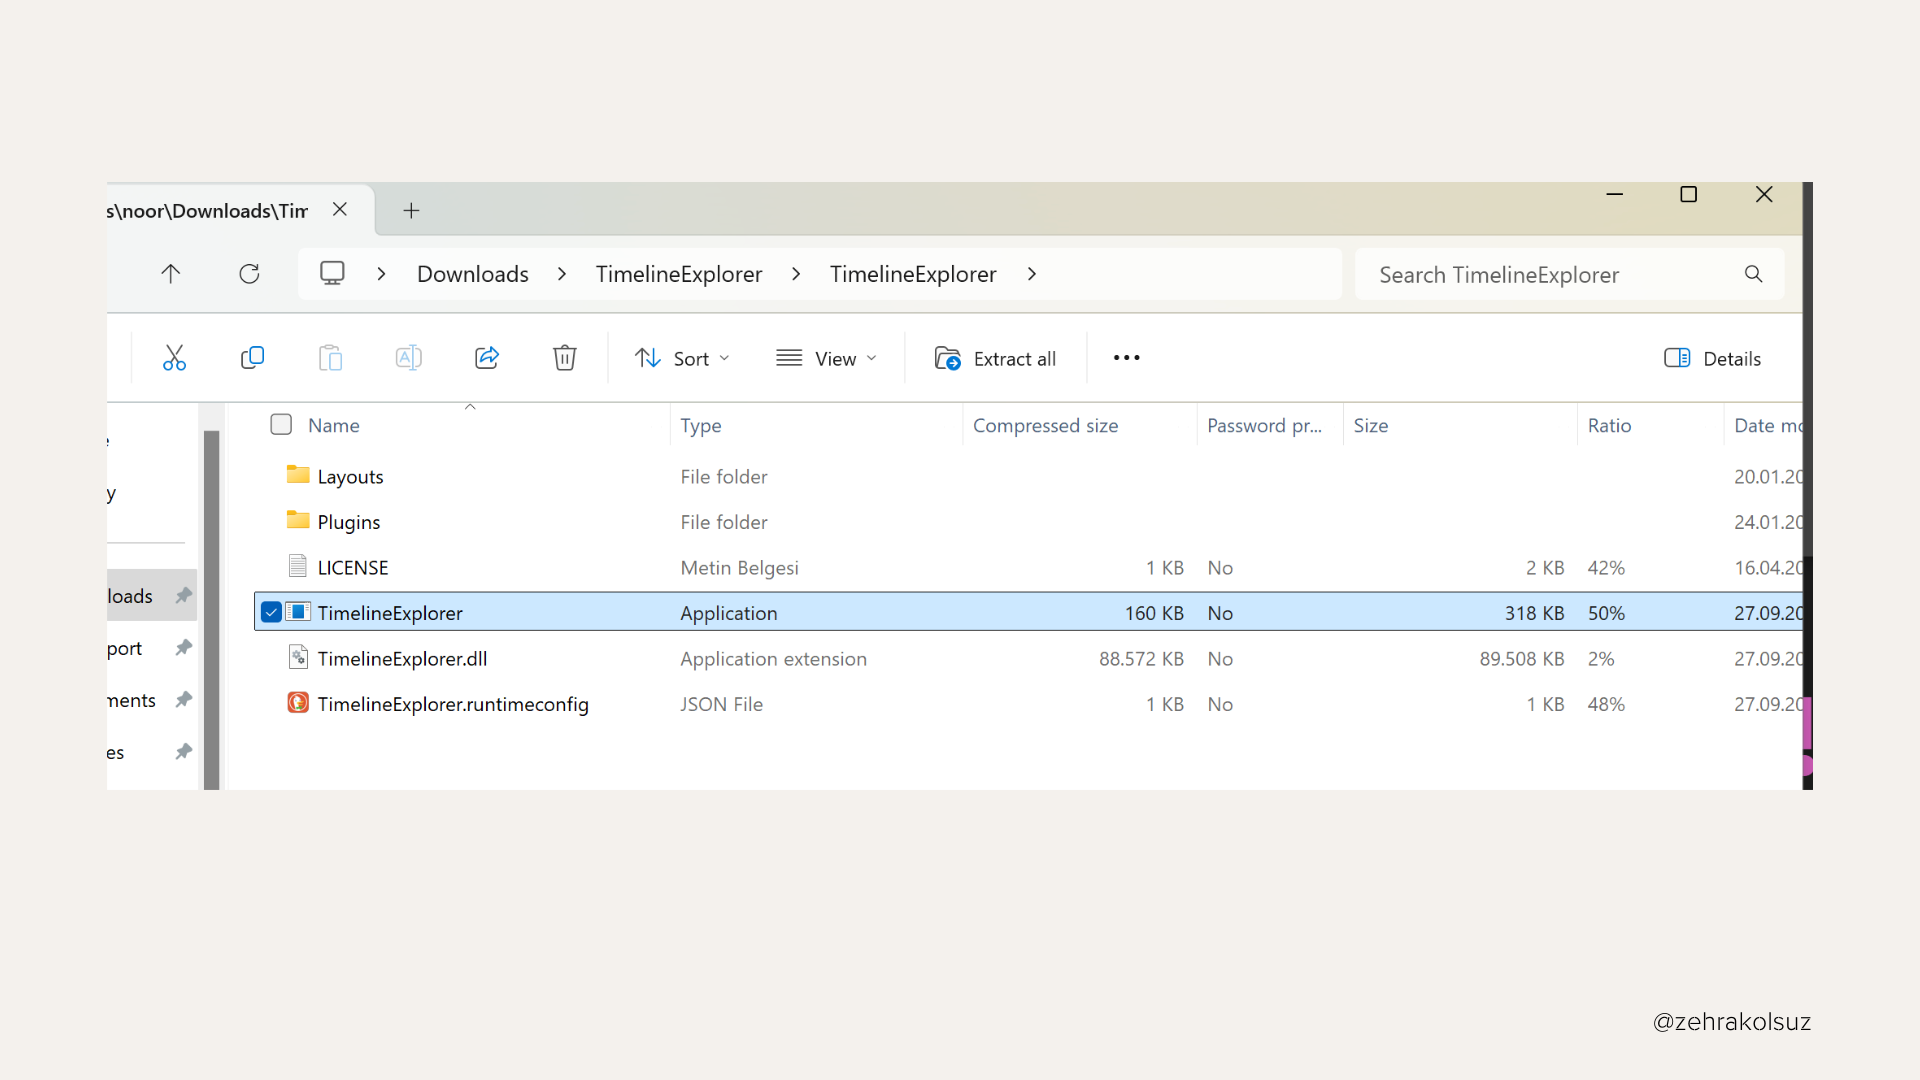 s\noor\Downloads\Tim
Downloads TimelineExplorer TimelineExplorer
Search TimelineExplorer
Sort View Extract all Details
Name Type Compressed size Password pr... Size Ratio Date mo
Layouts File folder 20.01.20
Plugins File folder 24.01.20
LICENSE Metin Belgesi 1 KB No 2 KB 42% 16.04.20
TimelineExplorer Application 160 KB No 318 KB 50% 27.09.20
TimelineExplorer.dll Application extension 88.572 KB No 89.508 KB 2% 27.09.20
TimelineExplorer.runtimeconfig JSON File 1 KB No 1 KB 48% 27.09.20
y
loads
port
ments
es
@zehrakolsuz